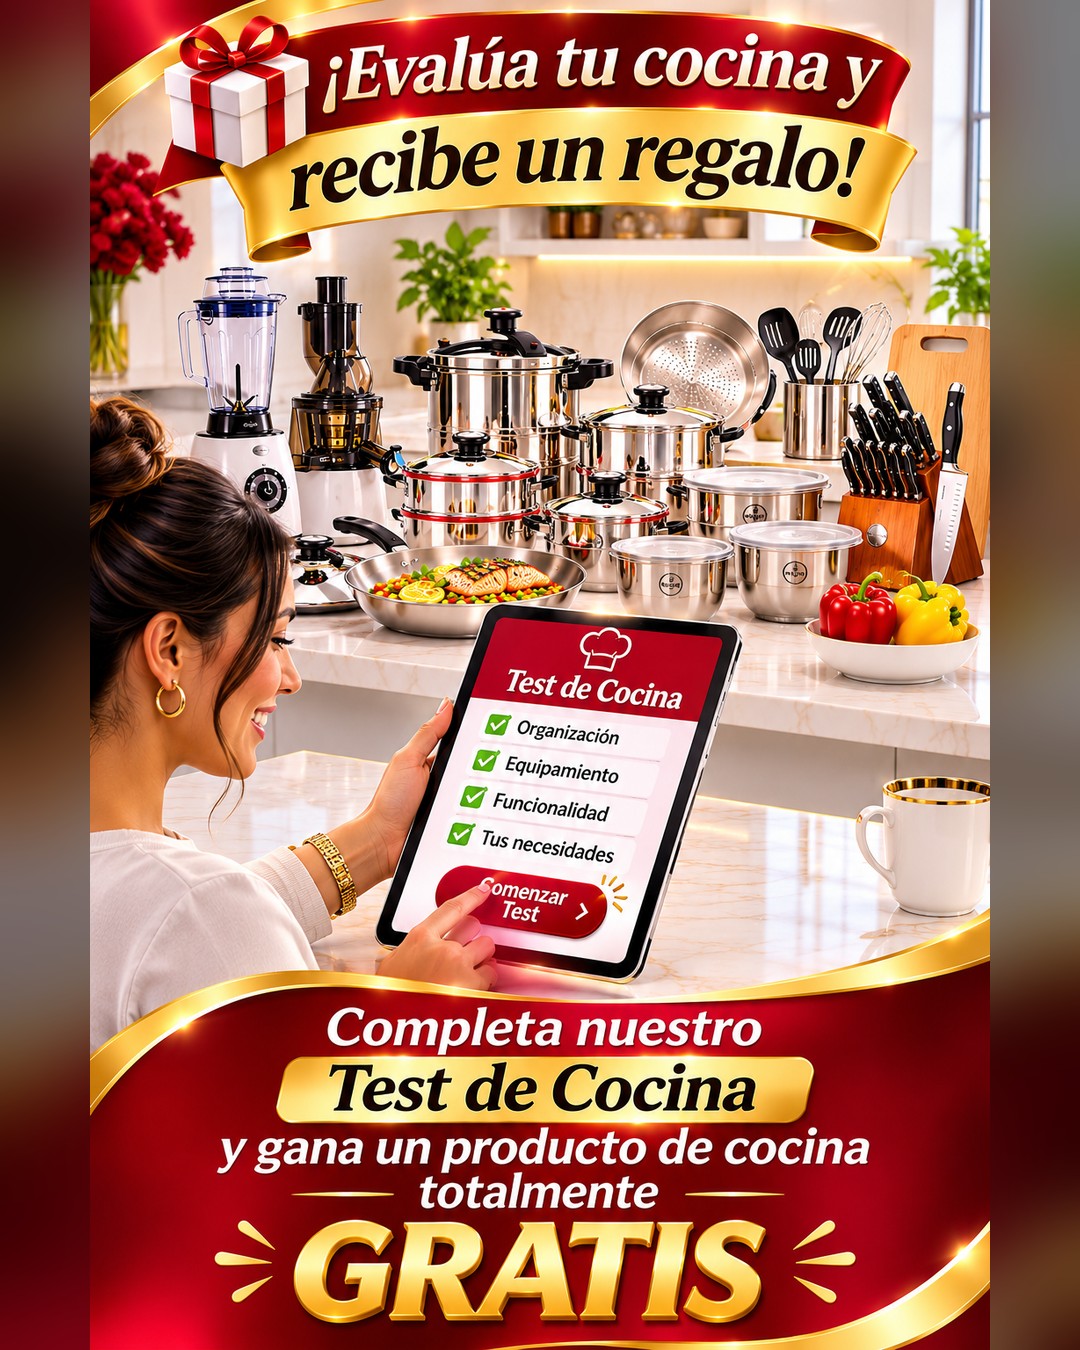 ¡Evalúa tu cocina y
recibe un regalo!
Test de Cocina
Organización
Equipamiento
Funcionalidad
Tus necesidades
Comenzar
Test
Completa nuestro
Test de Cocina
y gana un producto de cocina
totalmente
GRATIS